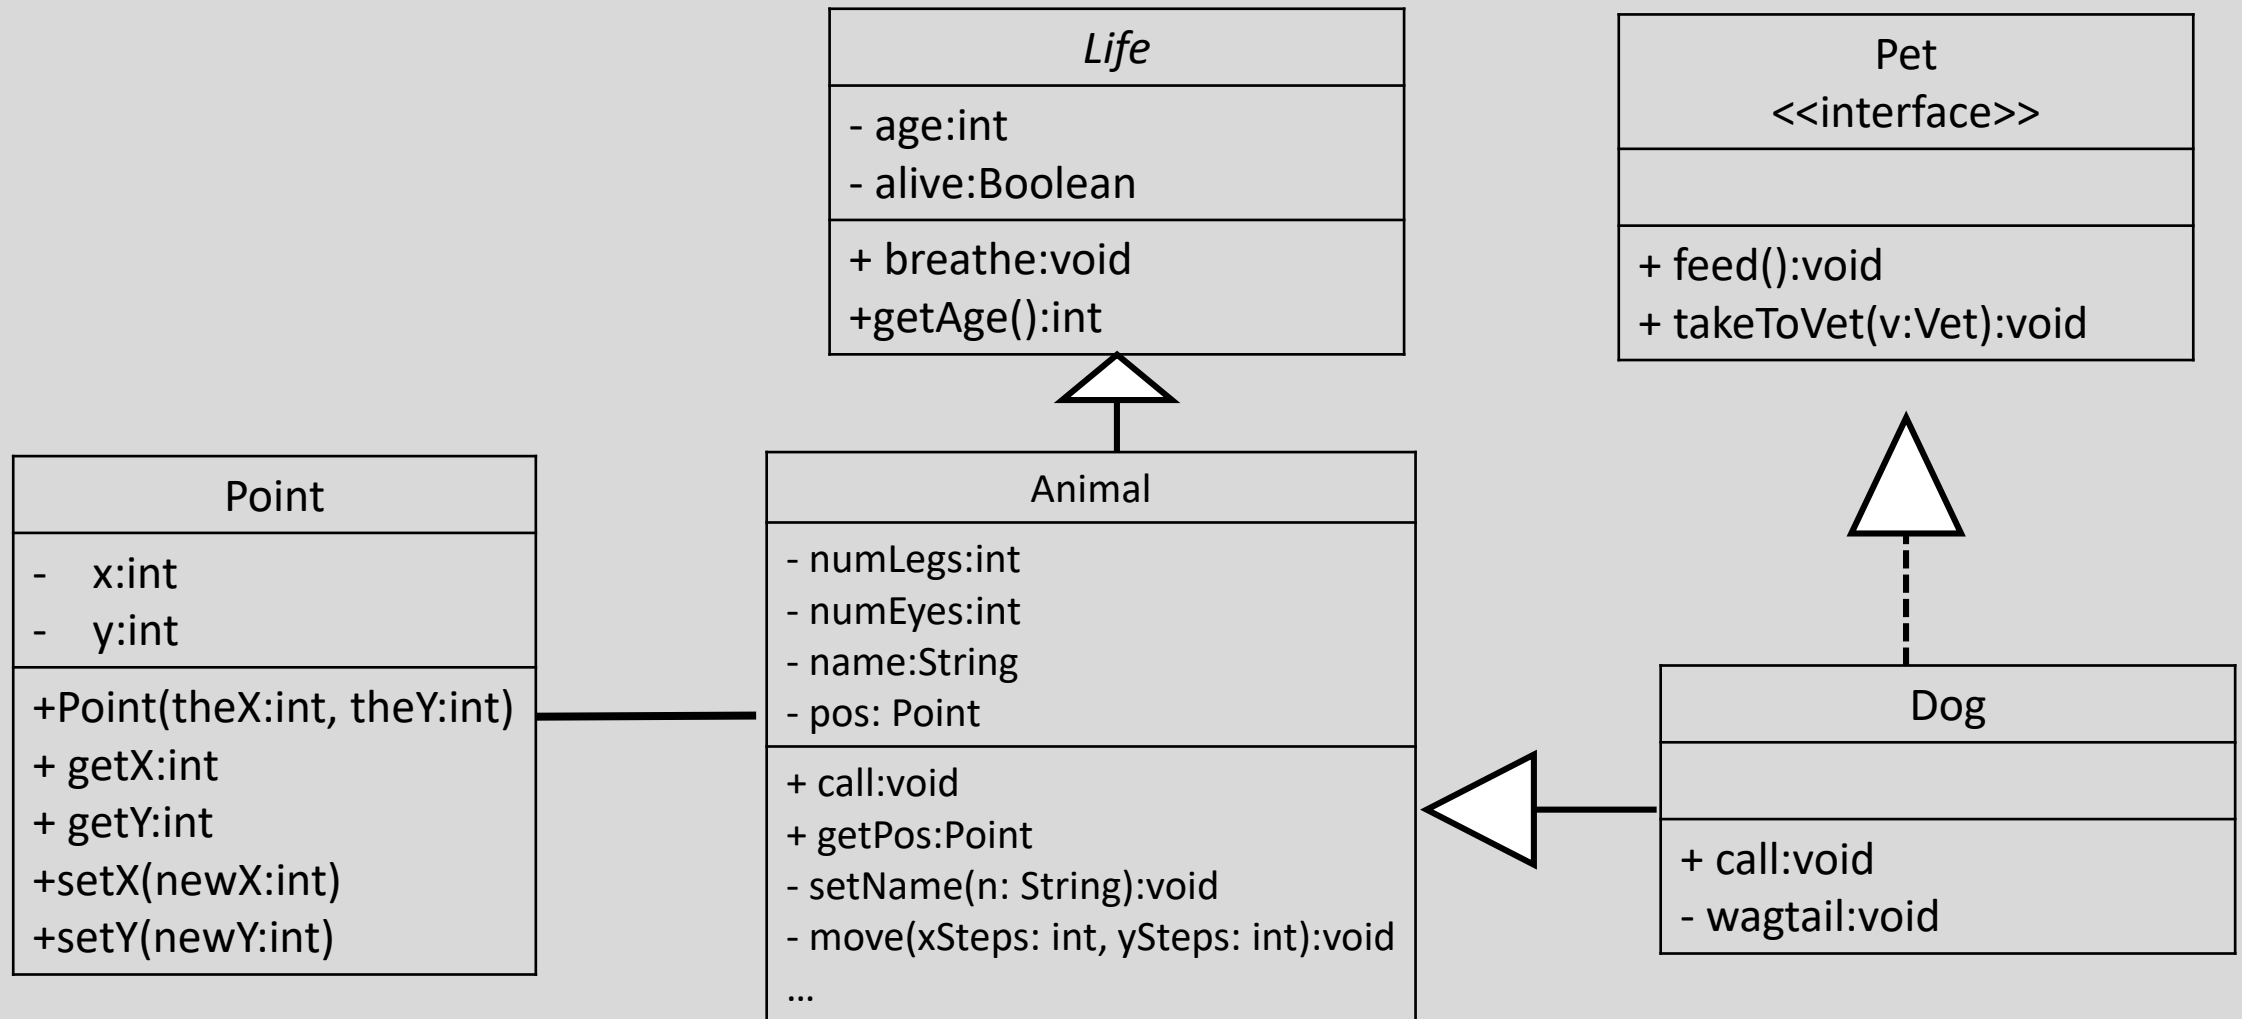 Life
- age:int
- alive:Boolean
+ breathe:void
+getAge():int
Pet
<<interface>>
+ feed():void
+ takeToVet(v:Vet):void
Point
- x:int
- y:int
+Point(theX:int, theY:int)
+ getX:int
+ getY:int
+setX(newX:int)
+setY(newY:int)
Animal
- numLegs:int
- numEyes:int
- name:String
- pos: Point
+ call:void
+ getPos:Point
- setName(n: String):void
- move(xSteps: int, ySteps: int):void
...
Dog
+ call:void
- wagtail:void